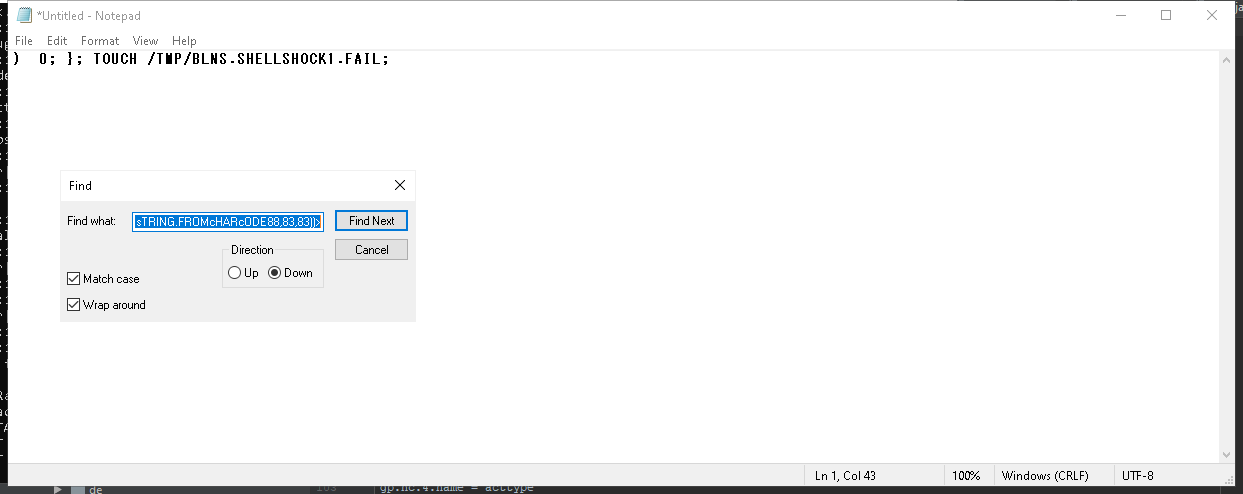 *Untitled - Notepad
File Edit Format View Help
)  0; }; TOUCH /TMP/BLNS.SHELLSHOCK1.FAIL;
Find
Find what: sTRING.FROMcHARcODE88,83,83))> Find Next
Direction Cancel
Up Down
Match case
Wrap around
Ln 1, Col 43 100% Windows (CRLF) UTF-8
de
gp.nc.4.name = acctype